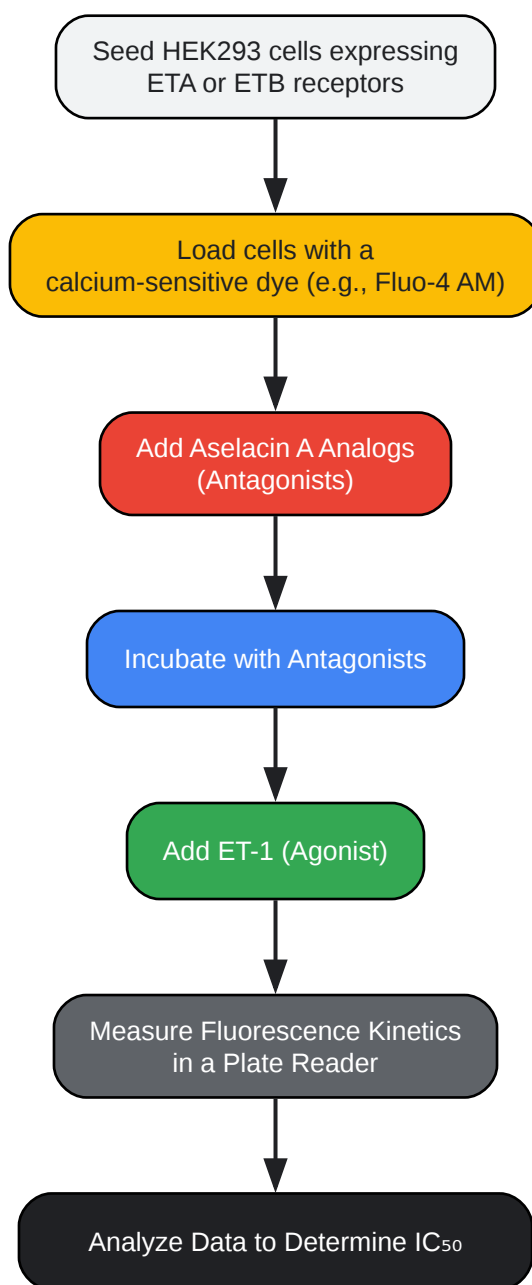 Seed HEK293 cells expressing
ETA or ETB receptors
Load cells with a
calcium-sensitive dye (e.g., Fluo-4 AM)
Add Aselacin A Analogs
(Antagonists)
Incubate with Antagonists
Add ET-1 (Agonist)
Measure Fluorescence Kinetics
in a Plate Reader
Analyze Data to Determine IC₅₀